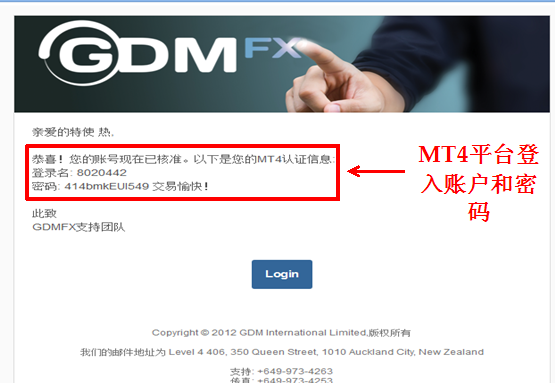 GDMFX
亲爱的特使 热.
恭喜！您的账号现在已核准。以下是您的MT4认证信息:
登录名: 8020442
密码: 414bmkEUI549 交易愉快！
MT4平台登
入账户和密
码
此致
GDMFX支持团队
Login
Copyright © 2012 GDM International Limited,版权所有
我们的邮件地址为 Level 4 406, 350 Queen Street, 1010 Auckland City, New Zealand
支持: +649-973-4263
传真: +649-973-4253